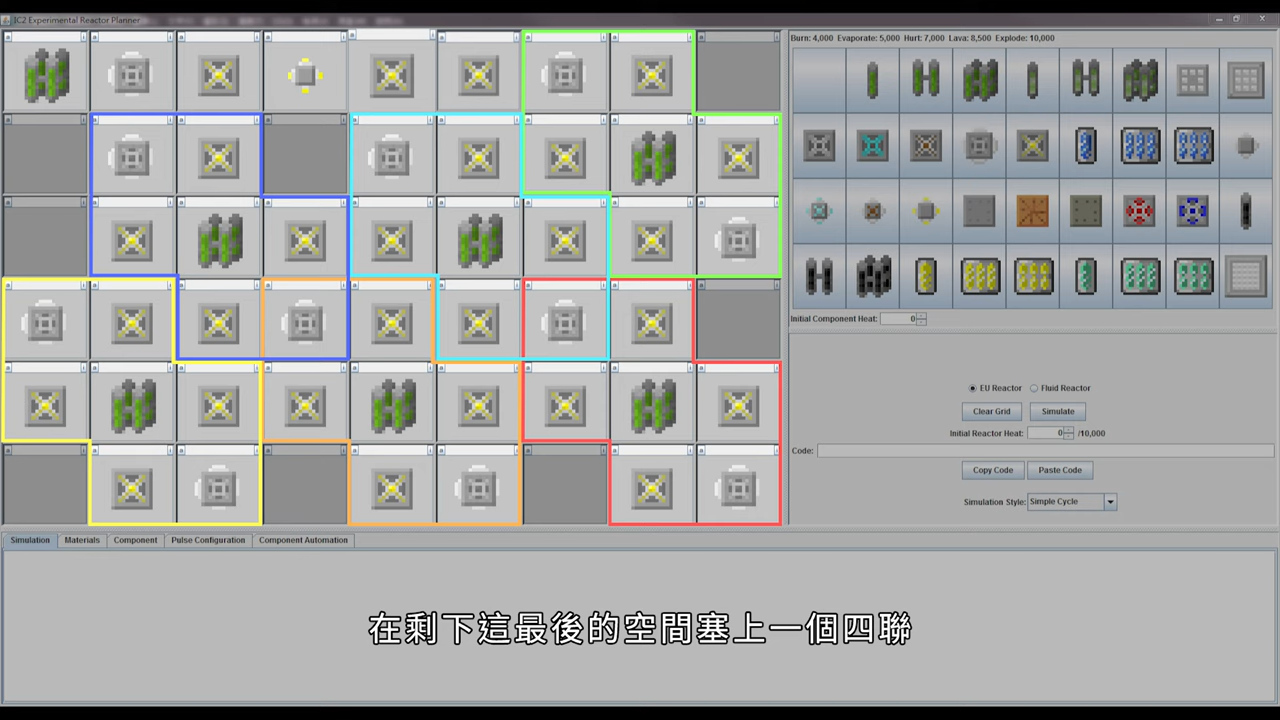 IC2 Experimental Reactor Planner
Burn: 4,000 Evaporate: 5,000 Hurt: 7,000 Lava: 8,500 Explode: 10,000
Initial Component Heat: 0
EU Reactor Fluid Reactor
Clear Grid Simulate
Initial Reactor Heat: 0 /10,000
Code:
Copy Code Paste Code
Simulation Style: Simple Cycle
Simulation Materials Component Pulse Configuration Component Automation
在剩下這最後的空間塞上一個四聯